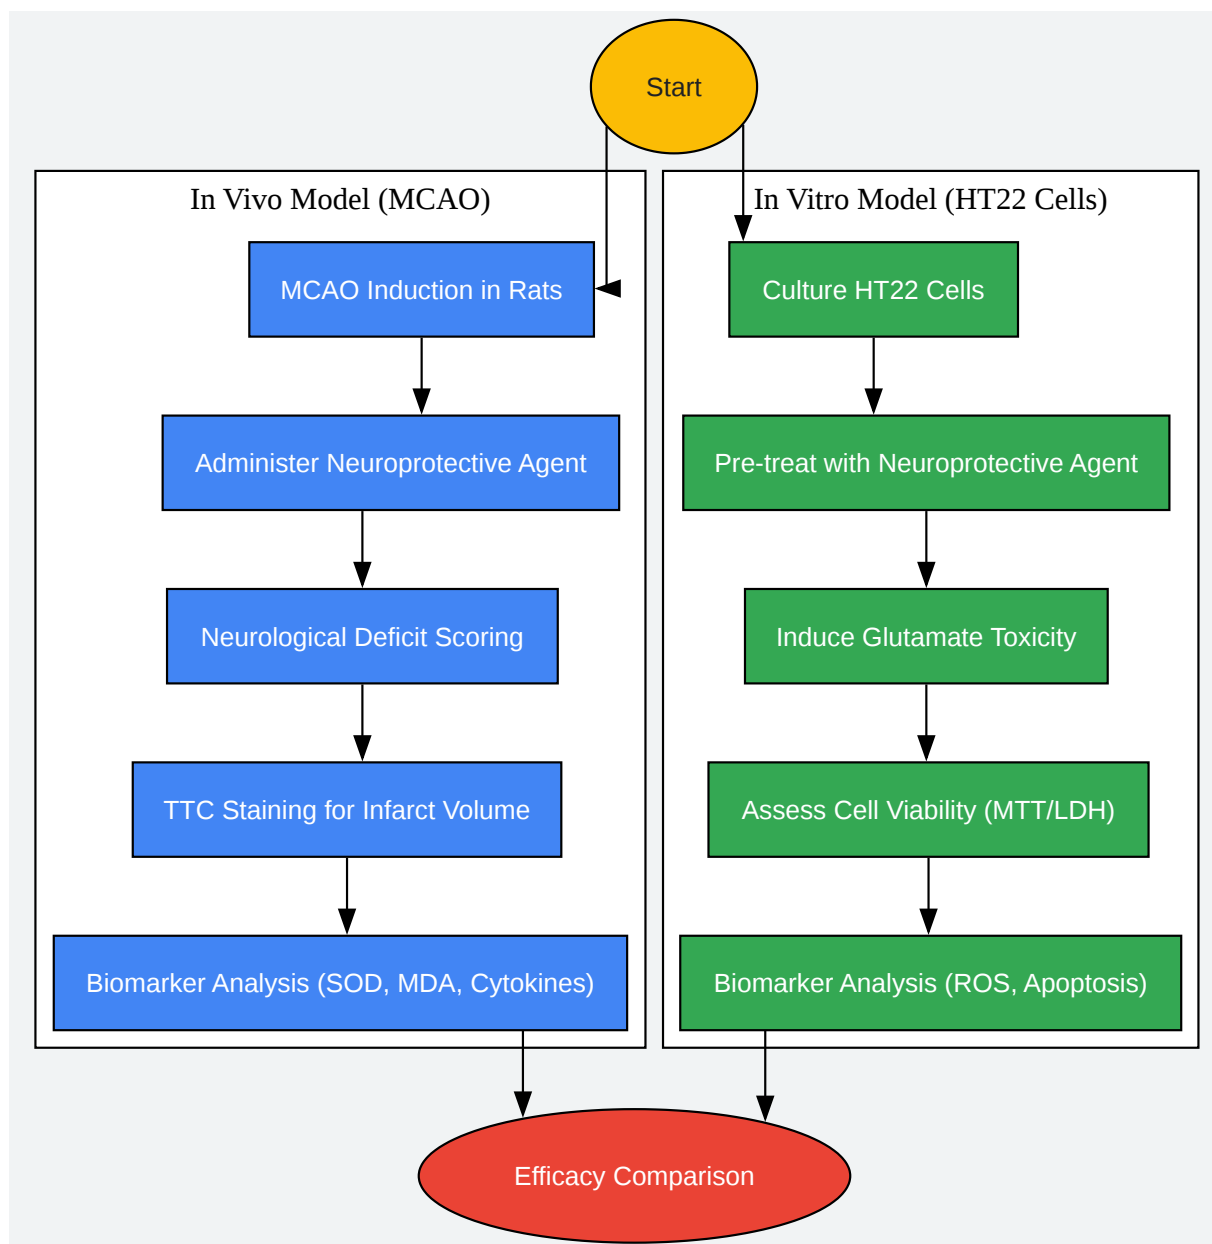 Start
In Vivo Model (MCAO)
MCAO Induction in Rats
Administer Neuroprotective Agent
Neurological Deficit Scoring
TTC Staining for Infarct Volume
Biomarker Analysis (SOD, MDA, Cytokines)
In Vitro Model (HT22 Cells)
Culture HT22 Cells
Pre-treat with Neuroprotective Agent
Induce Glutamate Toxicity
Assess Cell Viability (MTT/LDH)
Biomarker Analysis (ROS, Apoptosis)
Efficacy Comparison